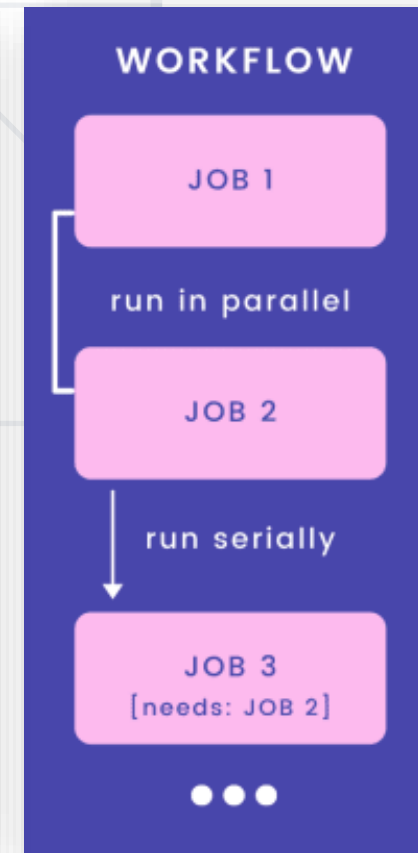 WORKFLOW
JOB 1
run in parallel
JOB 2
run serially
JOB 3
[needs: JOB 2]